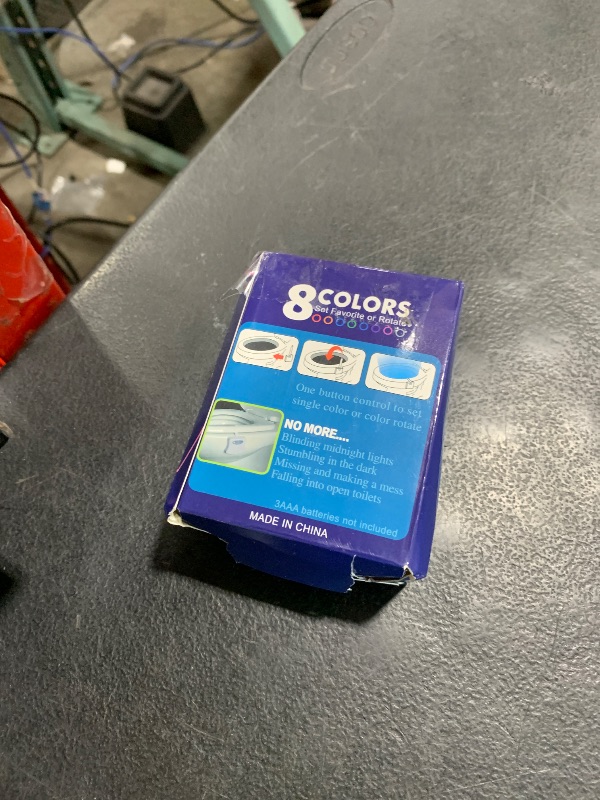 8 COLORS
Set Favorite or Rotate
One button control to set
single color or color rotate
NO MORE....
Blinding midnight lights
Stumbling in the dark
Missing and making a mess
Falling into open toilets
3AAA batteries not included
MADE IN CHINA